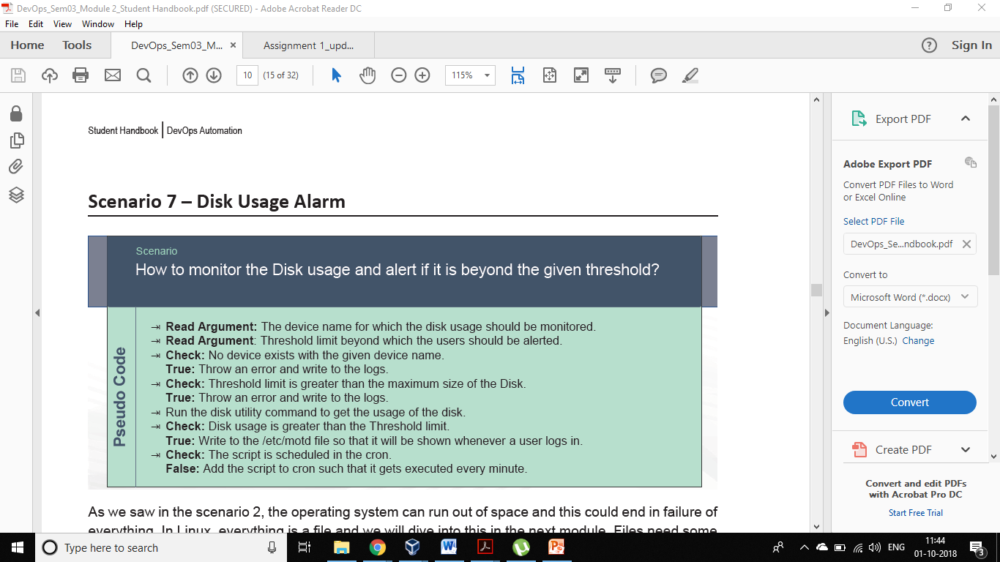 DevOps_Sem03_Module 2_Student Handbook.pdf (SECURED) - Adobe Acrobat Reader DC
File Edit View Window Help
Home Tools DevOps_Sem03_M... × Assignment 1_upd... ? Sign In
10 (15 of 32) 115%
Student Handbook | DevOps Automation
Scenario 7 – Disk Usage Alarm
Scenario
How to monitor the Disk usage and alert if it is beyond the given threshold?
Pseudo Code
→ Read Argument: The device name for which the disk usage should be monitored.
→ Read Argument: Threshold limit beyond which the users should be alerted.
→ Check: No device exists with the given device name.
True: Throw an error and write to the logs.
→ Check: Threshold limit is greater than the maximum size of the Disk.
True: Throw an error and write to the logs.
→ Run the disk utility command to get the usage of the disk.
→ Check: Disk usage is greater than the Threshold limit.
True: Write to the /etc/motd file so that it will be shown whenever a user logs in.
→ Check: The script is scheduled in the cron.
False: Add the script to cron such that it gets executed every minute.
As we saw in the scenario 2, the operating system can run out of space and this could end in failure of
everything. In Linux, everything is a file and we will dive into this in the next module. Files need some
Export PDF
Adobe Export PDF
Convert PDF Files to Word
or Excel Online
Select PDF File
DevOps_Se...ndbook.pdf
Convert to
Microsoft Word (*.docx)
Document Language:
English (U.S.) Change
Convert
Create PDF
Convert and edit PDFs
with Acrobat Pro DC
Start Free Trial
Type here to search
ENG
11:44
01-10-2018
3